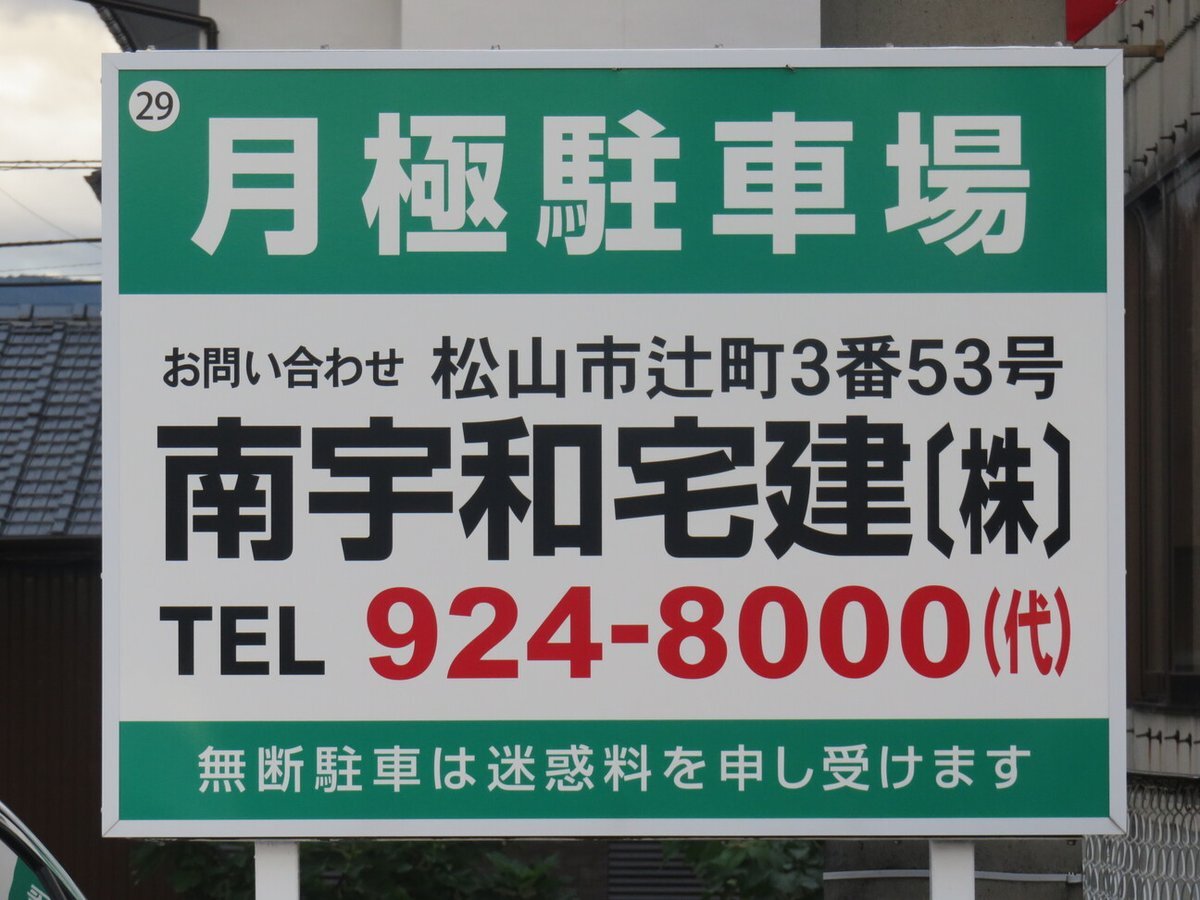 29
月極駐車場
お問い合わせ 松山市辻町3番53号
南宇和宅建〔株〕
TEL 924-8000(代)
無断駐車は迷惑料を申し受けます